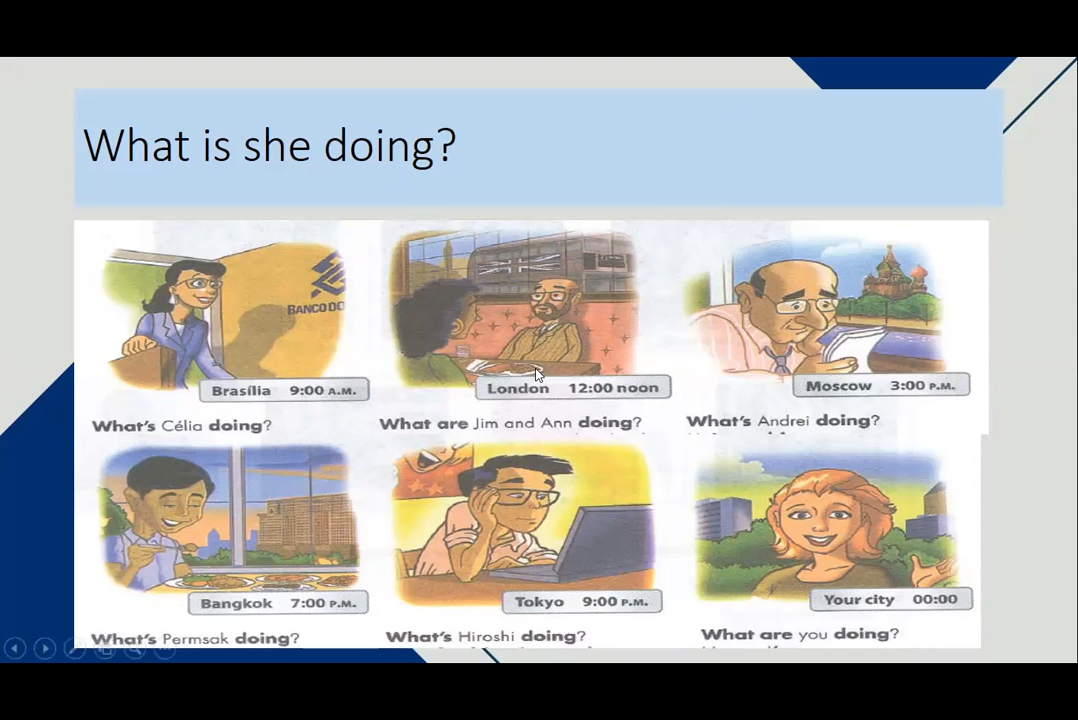 What is she doing?
BANCO DO
Brasília 9:00 A.M.
London 12:00 noon
Moscow 3:00 P.M.
What's Célia doing?
What are Jim and Ann doing?
What's Andrei doing?
Bangkok 7:00 P.M.
Tokyo 9:00 P.M.
Your city 00:00
What's Permsak doing?
What's Hiroshi doing?
What are you doing?